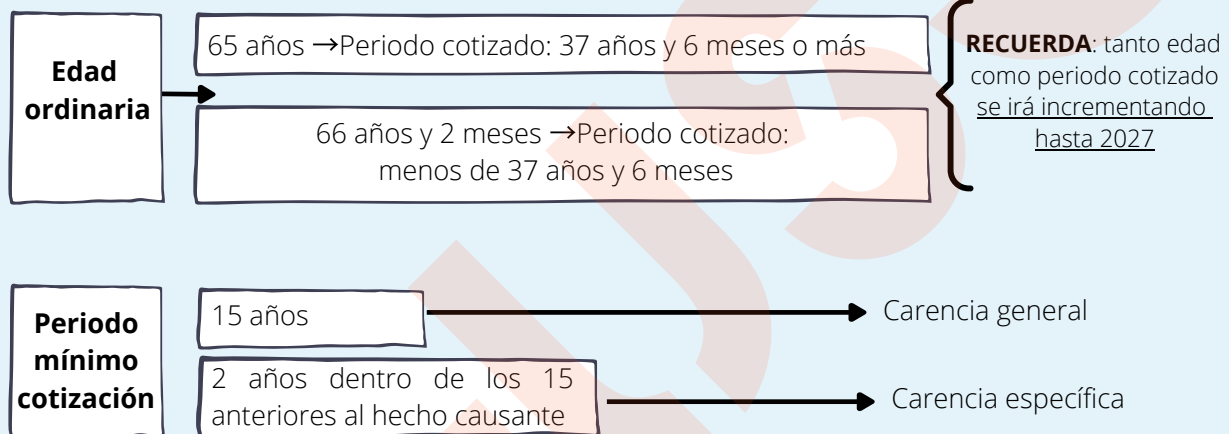 Edad
ordinaria
65 años →Periodo cotizado: 37 años y 6 meses o más
66 años y 2 meses →Periodo cotizado:
menos de 37 años y 6 meses
RECUERDA: tanto edad
como periodo cotizado
se irá incrementando
hasta 2027
Periodo
mínimo
cotización
15 años
Carencia general
2 años dentro de los 15
anteriores al hecho causante
Carencia específica